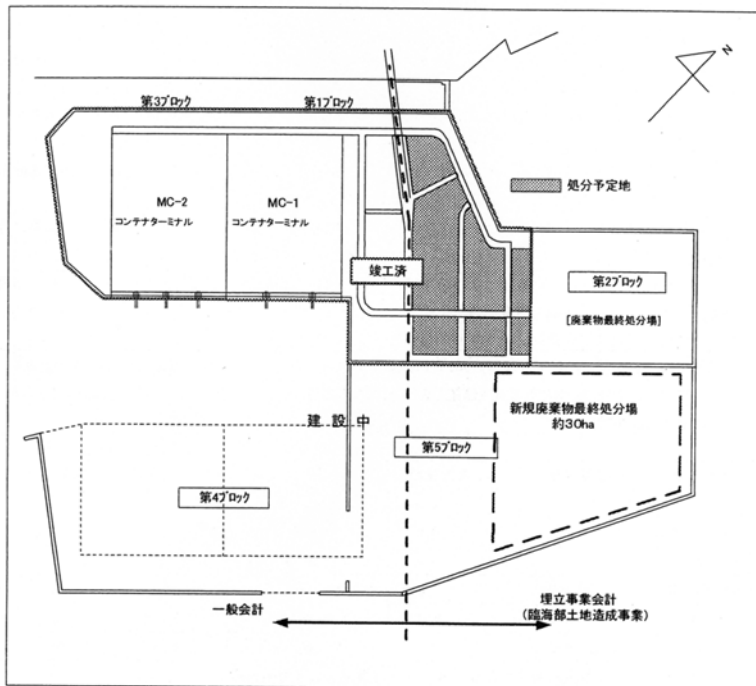 N
第3ブロック
第1ブロック
処分予定地
MC-2
コンテナターミナル
MC-1
コンテナターミナル
竣工済
第2ブロック
[廃棄物最終処分場]
新規廃棄物最終処分場
約30ha
建設中
第5ブロック
第4ブロック
一般会計
埋立事業会計
(臨海部土地造成事業)